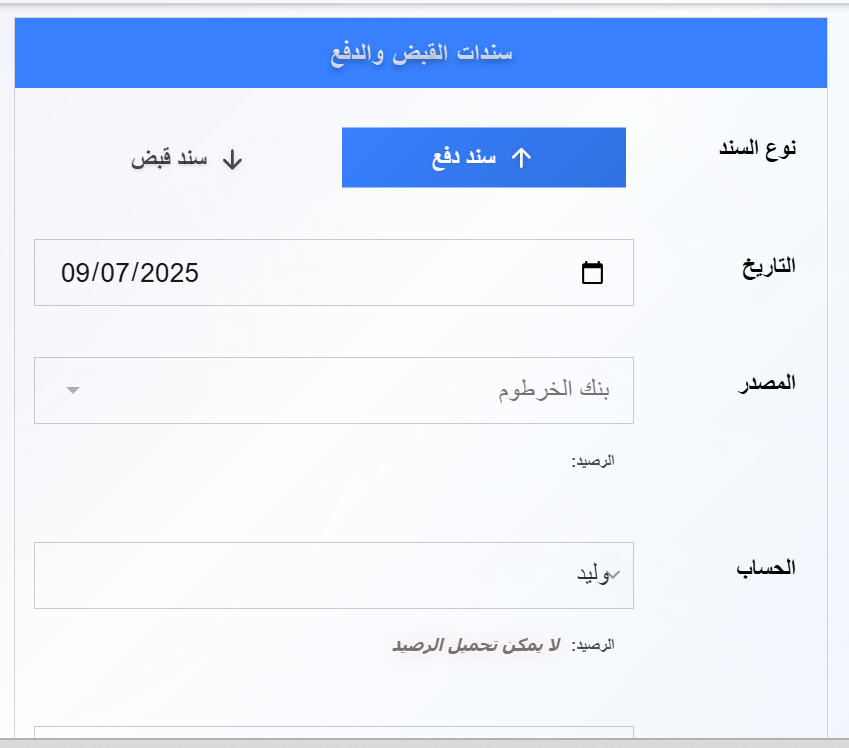 سندات القبض والدفع
نوع السند
سند دفع
سند قبض
التاريخ
09/07/2025
المصدر
بنك الخرطوم
الرصيد:
الحساب
وليد
الرصيد: لا يمكن تحميل الرصيد